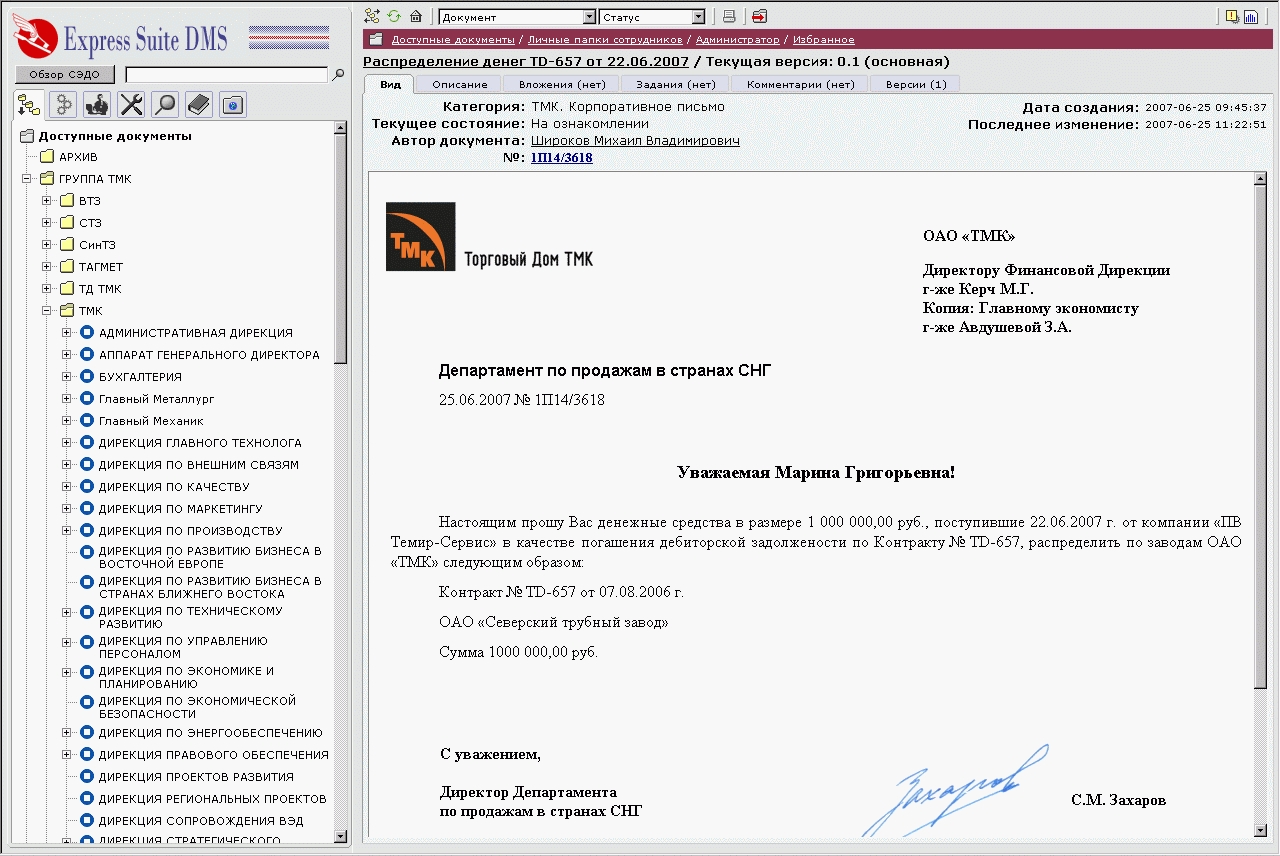 Express Suite DMS
Обзор СЭДО
Доступные документы
АРХИВ
ГРУППА ТМК
ВТЗ
СТЗ
СинТЗ
ТАГМЕТ
ТД ТМК
ТМК
АДМИНИСТРАТИВНАЯ ДИРЕКЦИЯ
АППАРАТ ГЕНЕРАЛЬНОГО ДИРЕКТОРА
БУХГАЛТЕРИЯ
Главный Металлург
Главный Механик
ДИРЕКЦИЯ ГЛАВНОГО ТЕХНОЛОГА
ДИРЕКЦИЯ ПО ВНЕШНИМ СВЯЗЯМ
ДИРЕКЦИЯ ПО КАЧЕСТВУ
ДИРЕКЦИЯ ПО МАРКЕТИНГУ
ДИРЕКЦИЯ ПО ПРОИЗВОДСТВУ
ДИРЕКЦИЯ ПО РАЗВИТИЮ БИЗНЕСА В
ВОСТОЧНОЙ ЕВРОПЕ
ДИРЕКЦИЯ ПО РАЗВИТИЮ БИЗНЕСА В
СТРАНАХ БЛИЖНЕГО ВОСТОКА
ДИРЕКЦИЯ ПО ТЕХНИЧЕСКОМУ
РАЗВИТИЮ
ДИРЕКЦИЯ ПО УПРАВЛЕНИЮ
ПЕРСОНАЛОМ
ДИРЕКЦИЯ ПО ЭКОНОМИКЕ И
ПЛАНИРОВАНИЮ
ДИРЕКЦИЯ ПО ЭКОНОМИЧЕСКОЙ
БЕЗОПАСНОСТИ
ДИРЕКЦИЯ ПО ЭНЕРГООБЕСПЕЧЕНИЮ
ДИРЕКЦИЯ ПРАВОВОГО ОБЕСПЕЧЕНИЯ
ДИРЕКЦИЯ ПРОЕКТОВ РАЗВИТИЯ
ДИРЕКЦИЯ РЕГИОНАЛЬНЫХ ПРОЕКТОВ
ДИРЕКЦИЯ СОПРОВОЖДЕНИЯ ВЭД
ДИРЕКЦИЯ СТРАТЕГИЧЕСКОГО
Документ Статус
Доступные документы / Личные папки сотрудников / Администратор / Избранное
Распределение денег TD-657 от 22.06.2007 / Текущая версия: 0.1 (основная)
Вид Описание Вложения (нет) Задания (нет) Комментарии (нет) Версии (1)
Категория: ТМК. Корпоративное письмо
Дата создания: 2007-06-25 09:45:37
Текущее состояние: На ознакомлении
Последнее изменение: 2007-06-25 11:22:51
Автор документа: Широков Михаил Владимирович
№: 1П14/3618
ТМК
Торговый Дом ТМК
ОАО «ТМК»
Директору Финансовой Дирекции
г-же Керч М.Г.
Копия: Главному экономисту
г-же Авдушевой З.А.
Департамент по продажам в странах СНГ
25.06.2007 № 1П14/3618
Уважаемая Марина Григорьевна!
Настоящим прошу Вас денежные средства в размере 1 000 000,00 руб., поступившие 22.06.2007 г. от компании «ПВ
Темир-Сервис» в качестве погашения дебиторской задолжености по Контракту № TD-657, распределить по заводам ОАО
«ТМК» следующим образом:
Контракт № TD-657 от 07.08.2006 г.
ОАО «Северский трубный завод»
Сумма 1000 000,00 руб.
С уважением,
Директор Департамента
по продажам в странах СНГ
Захаров
С.М. Захаров